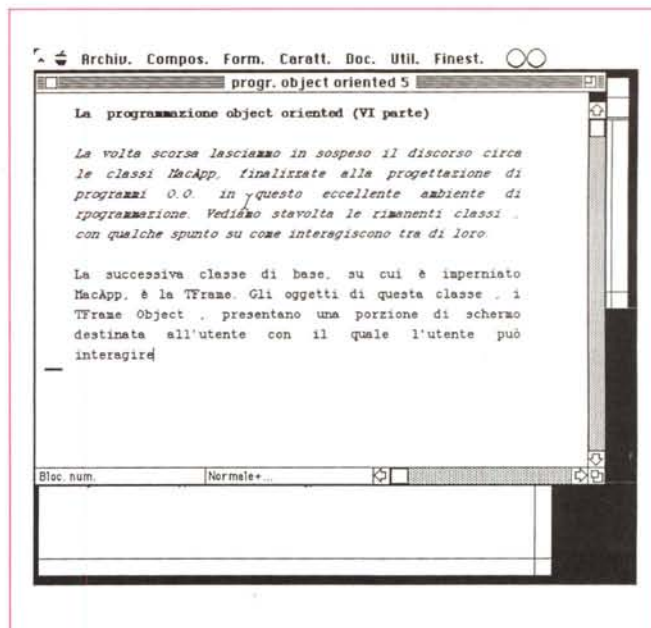 Archiv. Compos. Form. Caratt. Doc. Util. Finest.
progr. object oriented 5
La programmazione object oriented (VI parte)
La volta scorsa lasciammo in sospeso il discorso circa
le classi MacApp, finalizzate alla progettazione di
programmi O.O. in questo eccellente ambiente di
rpogrammazione. Vediamo stavolta le rimanenti classi ,
con qualche spunto su come interagiscono tra di loro.
La successiva classe di base, su cui è imperniato
MacApp, è la TFrame. Gli oggetti di questa classe , i
TFrame Object , presentano una porzione di schermo
destinata all'utente con il quale l'utente può
interagire
Bloc. num. Normale+...